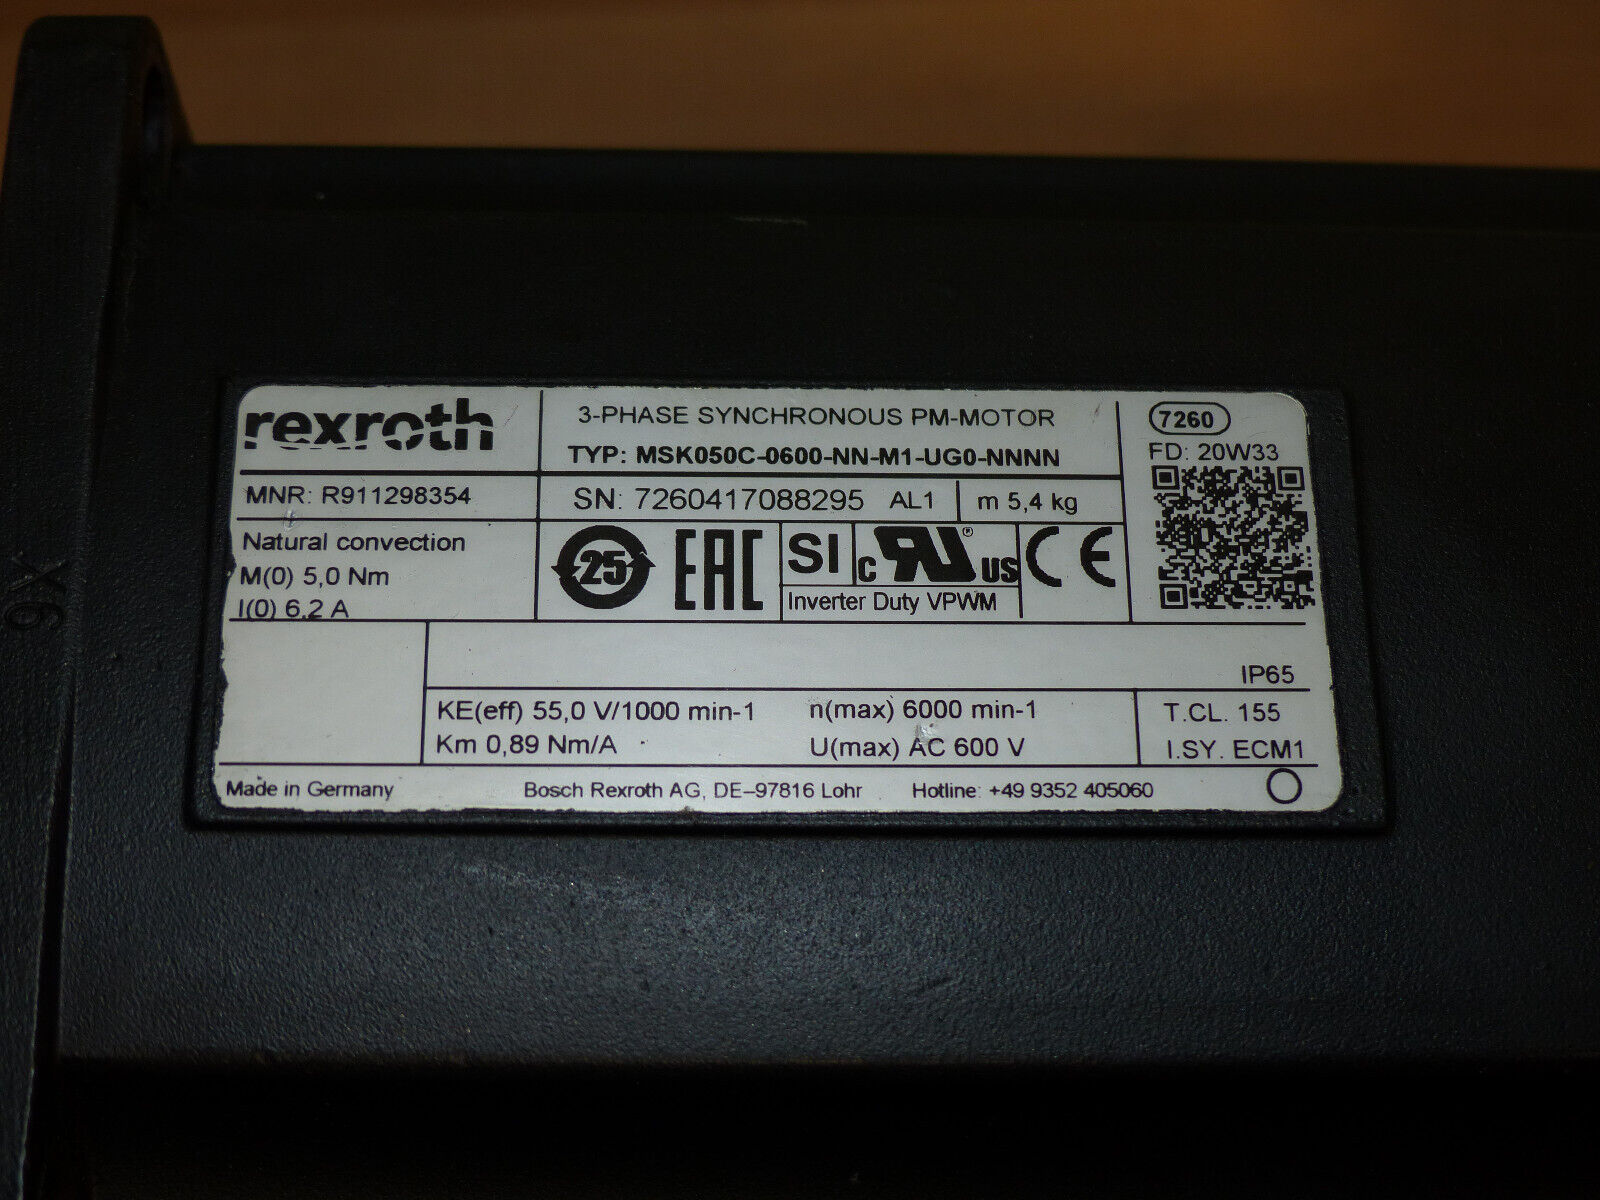 rexroth
3-PHASE SYNCHRONOUS PM-MOTOR
TYP: MSK050C-0600-NN-M1-UG0-NNNN
7260
FD: 20W33
MNR: R911298354
SN: 7260417088295 AL1
m 5,4 kg
Natural convection
M(0) 5,0 Nm
I(0) 6.2 A
25
EAC
SI
c RU US
Inverter Duty VPWM
CE
IP65
KE(eff) 55,0 V/1000 min-1
n(max) 6000 min-1
Km 0,89 Nm/A
U(max) AC 600 V
T.CL. 155
I.SY. ECM1
Made in Germany
Bosch Rexroth AG, DE–97816 Lohr
Hotline: +49 9352 405060